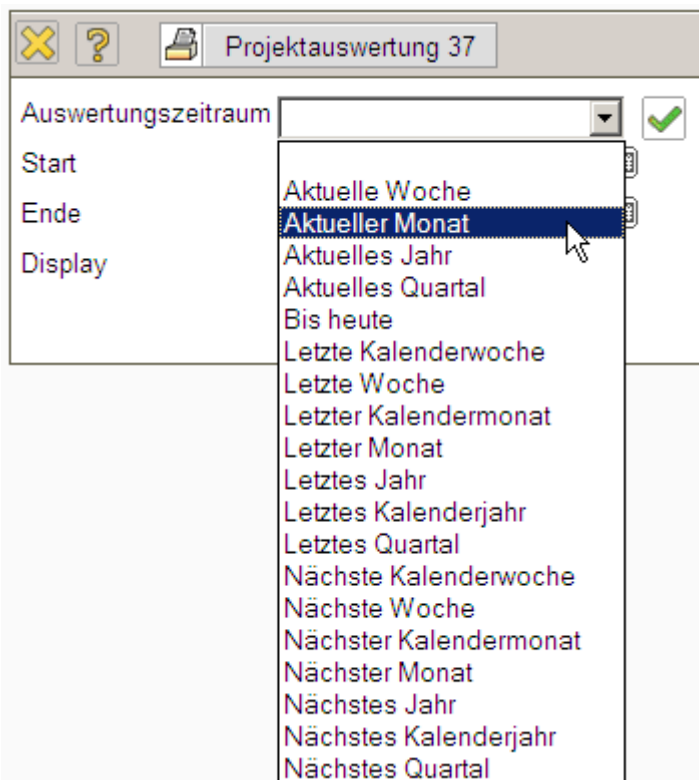 Projektauswertung 37
Auswertungszeitraum
Start
Ende
Display
Aktuelle Woche
Aktueller Monat
Aktuelles Jahr
Aktuelles Quartal
Bis heute
Letzte Kalenderwoche
Letzte Woche
Letzter Kalendermonat
Letzter Monat
Letztes Jahr
Letztes Kalenderjahr
Letztes Quartal
Nächste Kalenderwoche
Nächste Woche
Nächster Kalendermonat
Nächster Monat
Nächstes Jahr
Nächstes Kalenderjahr
Nächstes Quartal